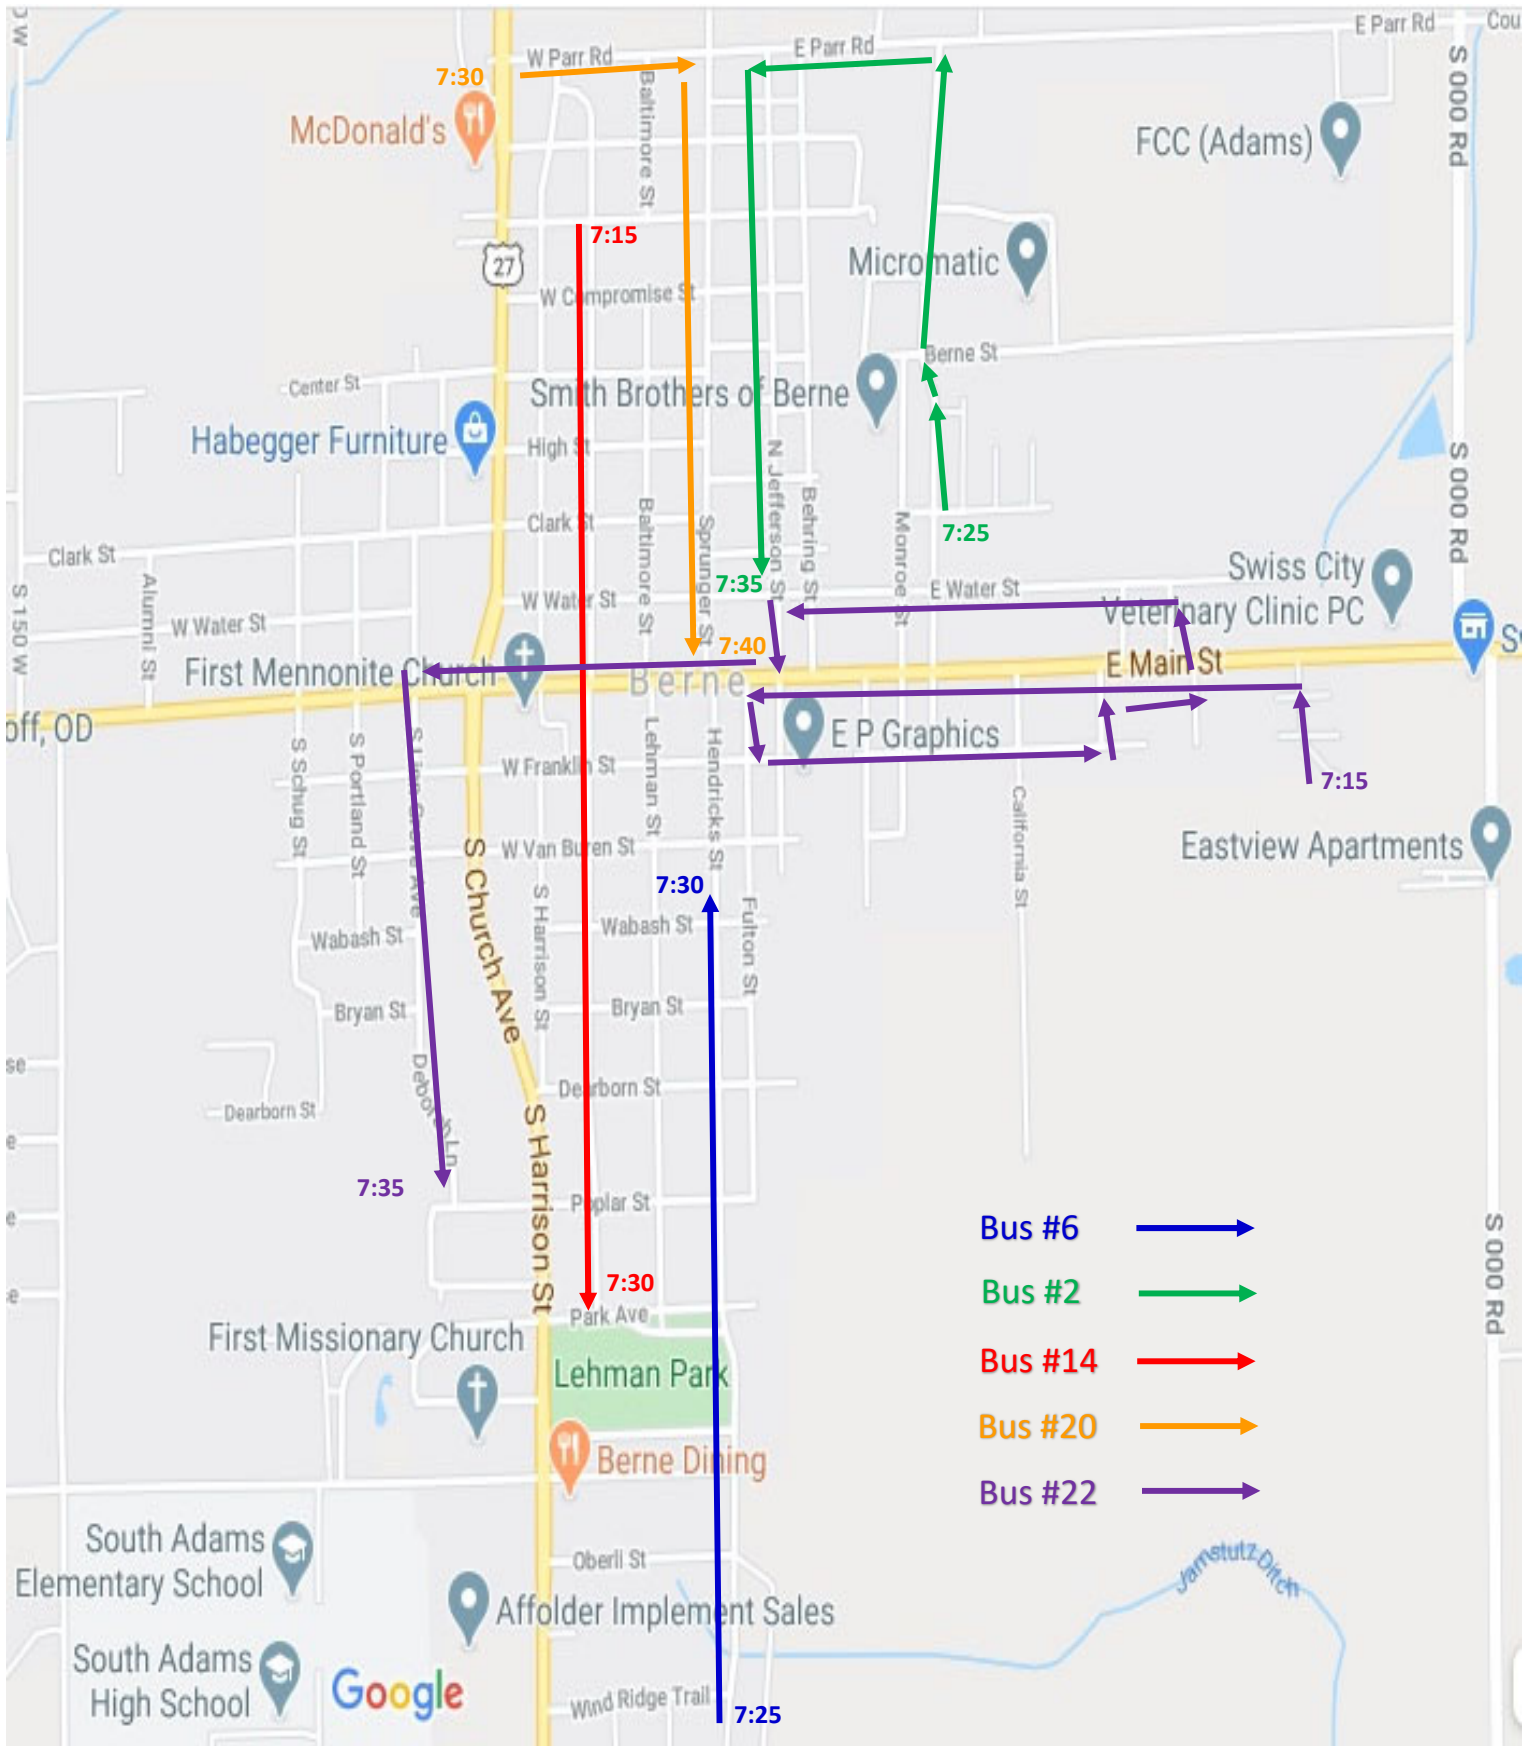 W Parr Rd
E Parr Rd
E Parr Rd
Cou
S 000 Rd
7:30
McDonald's
Baltimore St
FCC (Adams)
7:15
27
Micromatic
W Compromise St
Berne St
Center St
Smith Brothers of Berne
Habegger Furniture
High St
N Jefferson St
Behring St
S 000 Rd
Clark St
Clark St
Baltimore St
Sprunger St
Monroe St
7:25
Swiss City
Veterinary Clinic PC
S 150 W
Alumni St
7:35
E Water St
W Water St
W Water St
7:40
First Mennonite Church
Berne
E Main St
Sv
off, OD
S Schug St
S Portland St
S Linn Grove Ave
W Franklin St
Lehman St
Hendricks St
E P Graphics
7:15
California St
Eastview Apartments
W Van Buren St
S Church Ave
7:30
S Harrison St
Wabash St
Wabash St
Fulton St
Bryan St
Bryan St
Dearborn St
Dearborn St
S Harrison St
7:35
Poplar St
Bus #6
S 000 Rd
7:30
Bus #2
Park Ave
First Missionary Church
Lehman Park
Bus #14
Bus #20
Berne Dining
Bus #22
South Adams
Elementary School
Oberli St
Jamstutz Ditch
Affolder Implement Sales
South Adams
High School
Google
Wind Ridge Trail
7:25